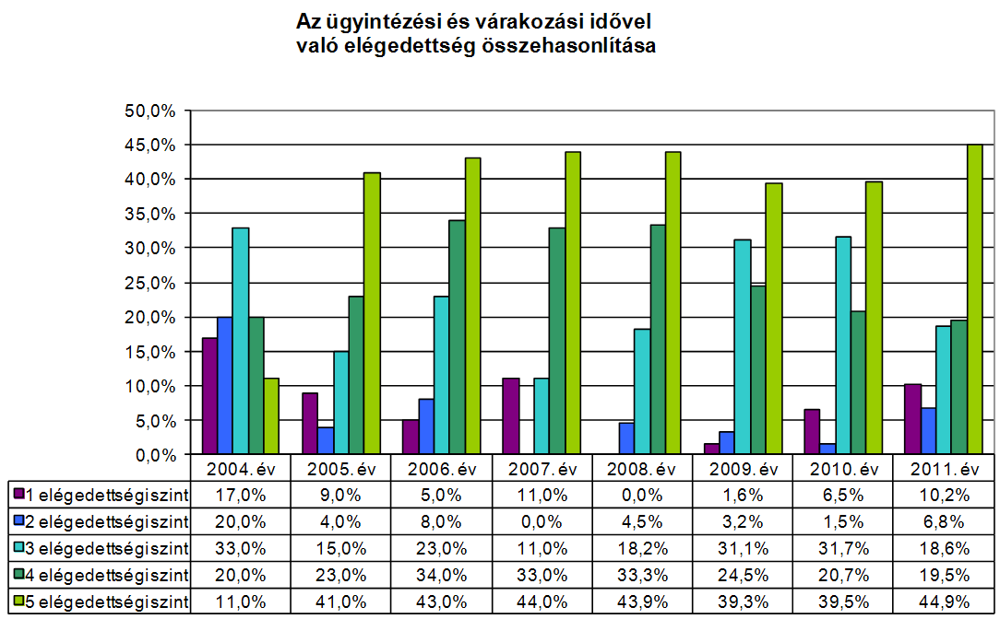 Az ügyintézési és várakozási idővel
való elégedettség összehasonlítása
50,0%
45,0%
40,0%
35,0%
30,0%
25,0%
20,0%
15,0%
10,0%
5,0%
0,0%
2004.év 2005.év 2006.év 2007.év 2008.év 2009.év 2010.év 2011.év
1 elégedettségiszint 17,0% 9,0% 5,0% 11,0% 0,0% 1,6% 6,5% 10,2%
2 elégedettségiszint 20,0% 4,0% 8,0% 0,0% 4,5% 3,2% 1,5% 6,8%
3 elégedettségiszint 33,0% 15,0% 23,0% 11,0% 18,2% 31,1% 31,7% 18,6%
4 elégedettségiszint 20,0% 23,0% 34,0% 33,0% 33,3% 24,5% 20,7% 19,5%
5 elégedettségiszint 11,0% 41,0% 43,0% 44,0% 43,9% 39,3% 39,5% 44,9%